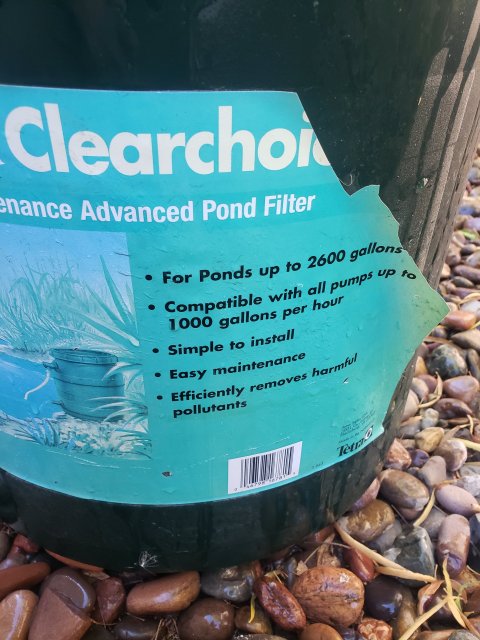 Clearchoi
enance Advanced Pond Filter
• For Ponds up to 2600 gallons
• Compatible with all pumps up to
1000 gallons per hour
• Simple to install
• Easy maintenance
• Efficiently removes harmful
pollutants
Tetra